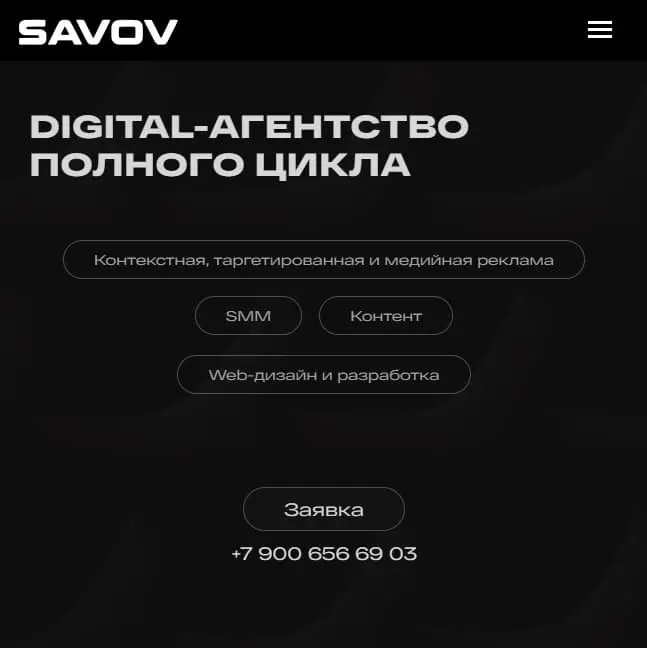 SAVOV
DIGITAL-АГЕНТСТВО
ПОЛНОГО ЦИКЛА
Контекстная, таргетированная и медийная реклама
SMM
Контент
Web-дизайн и разработка
Заявка
+7 900 656 69 03